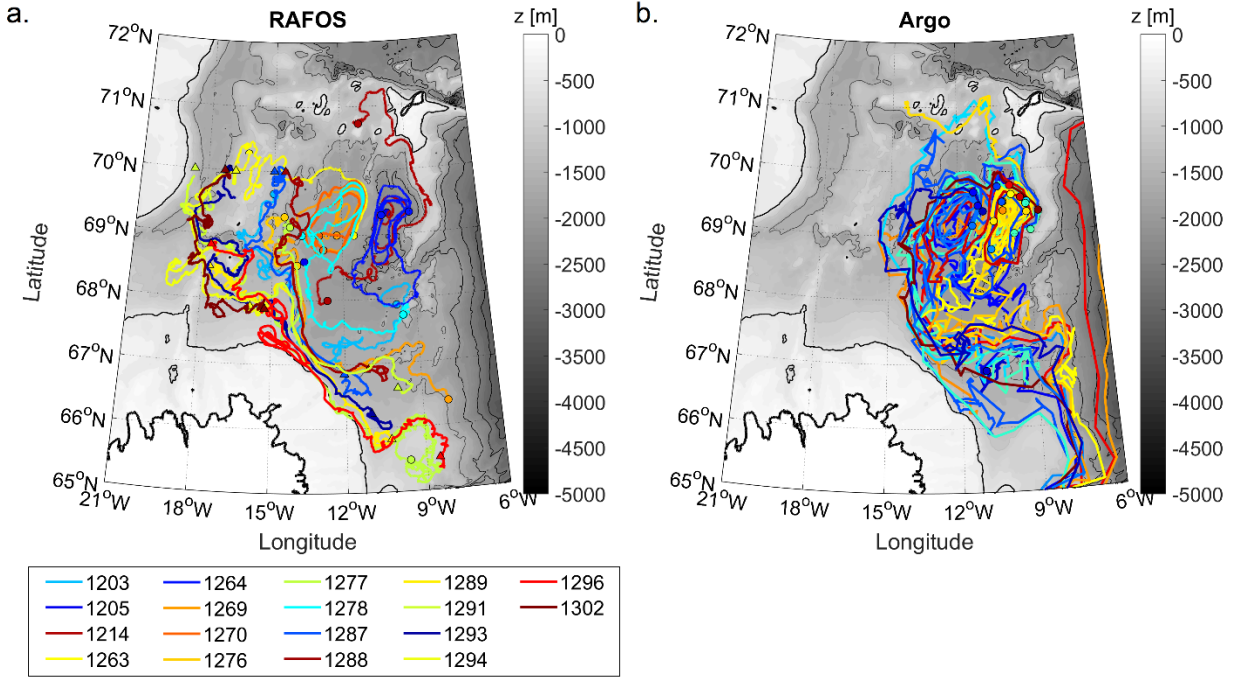 a.
RAFOS
z [m]
72°N
71°N
70°N
69°N
68°N
67°N
66°N
65°N
Latitude
21°W
18°W
15°W
12°W
9°W
6°W
Longitude
0
-500
-1000
-1500
-2000
-2500
-3000
-3500
-4000
-4500
-5000
b.
Argo
z [m]
72°N
71°N
70°N
69°N
68°N
67°N
66°N
65°N
Latitude
21°W
18°W
15°W
12°W
9°W
6°W
Longitude
0
-500
-1000
-1500
-2000
-2500
-3000
-3500
-4000
-4500
-5000
1203 1264 1277 1289 1296
1205 1269 1278 1291 1302
1214 1270 1287 1293
1263 1276 1288 1294